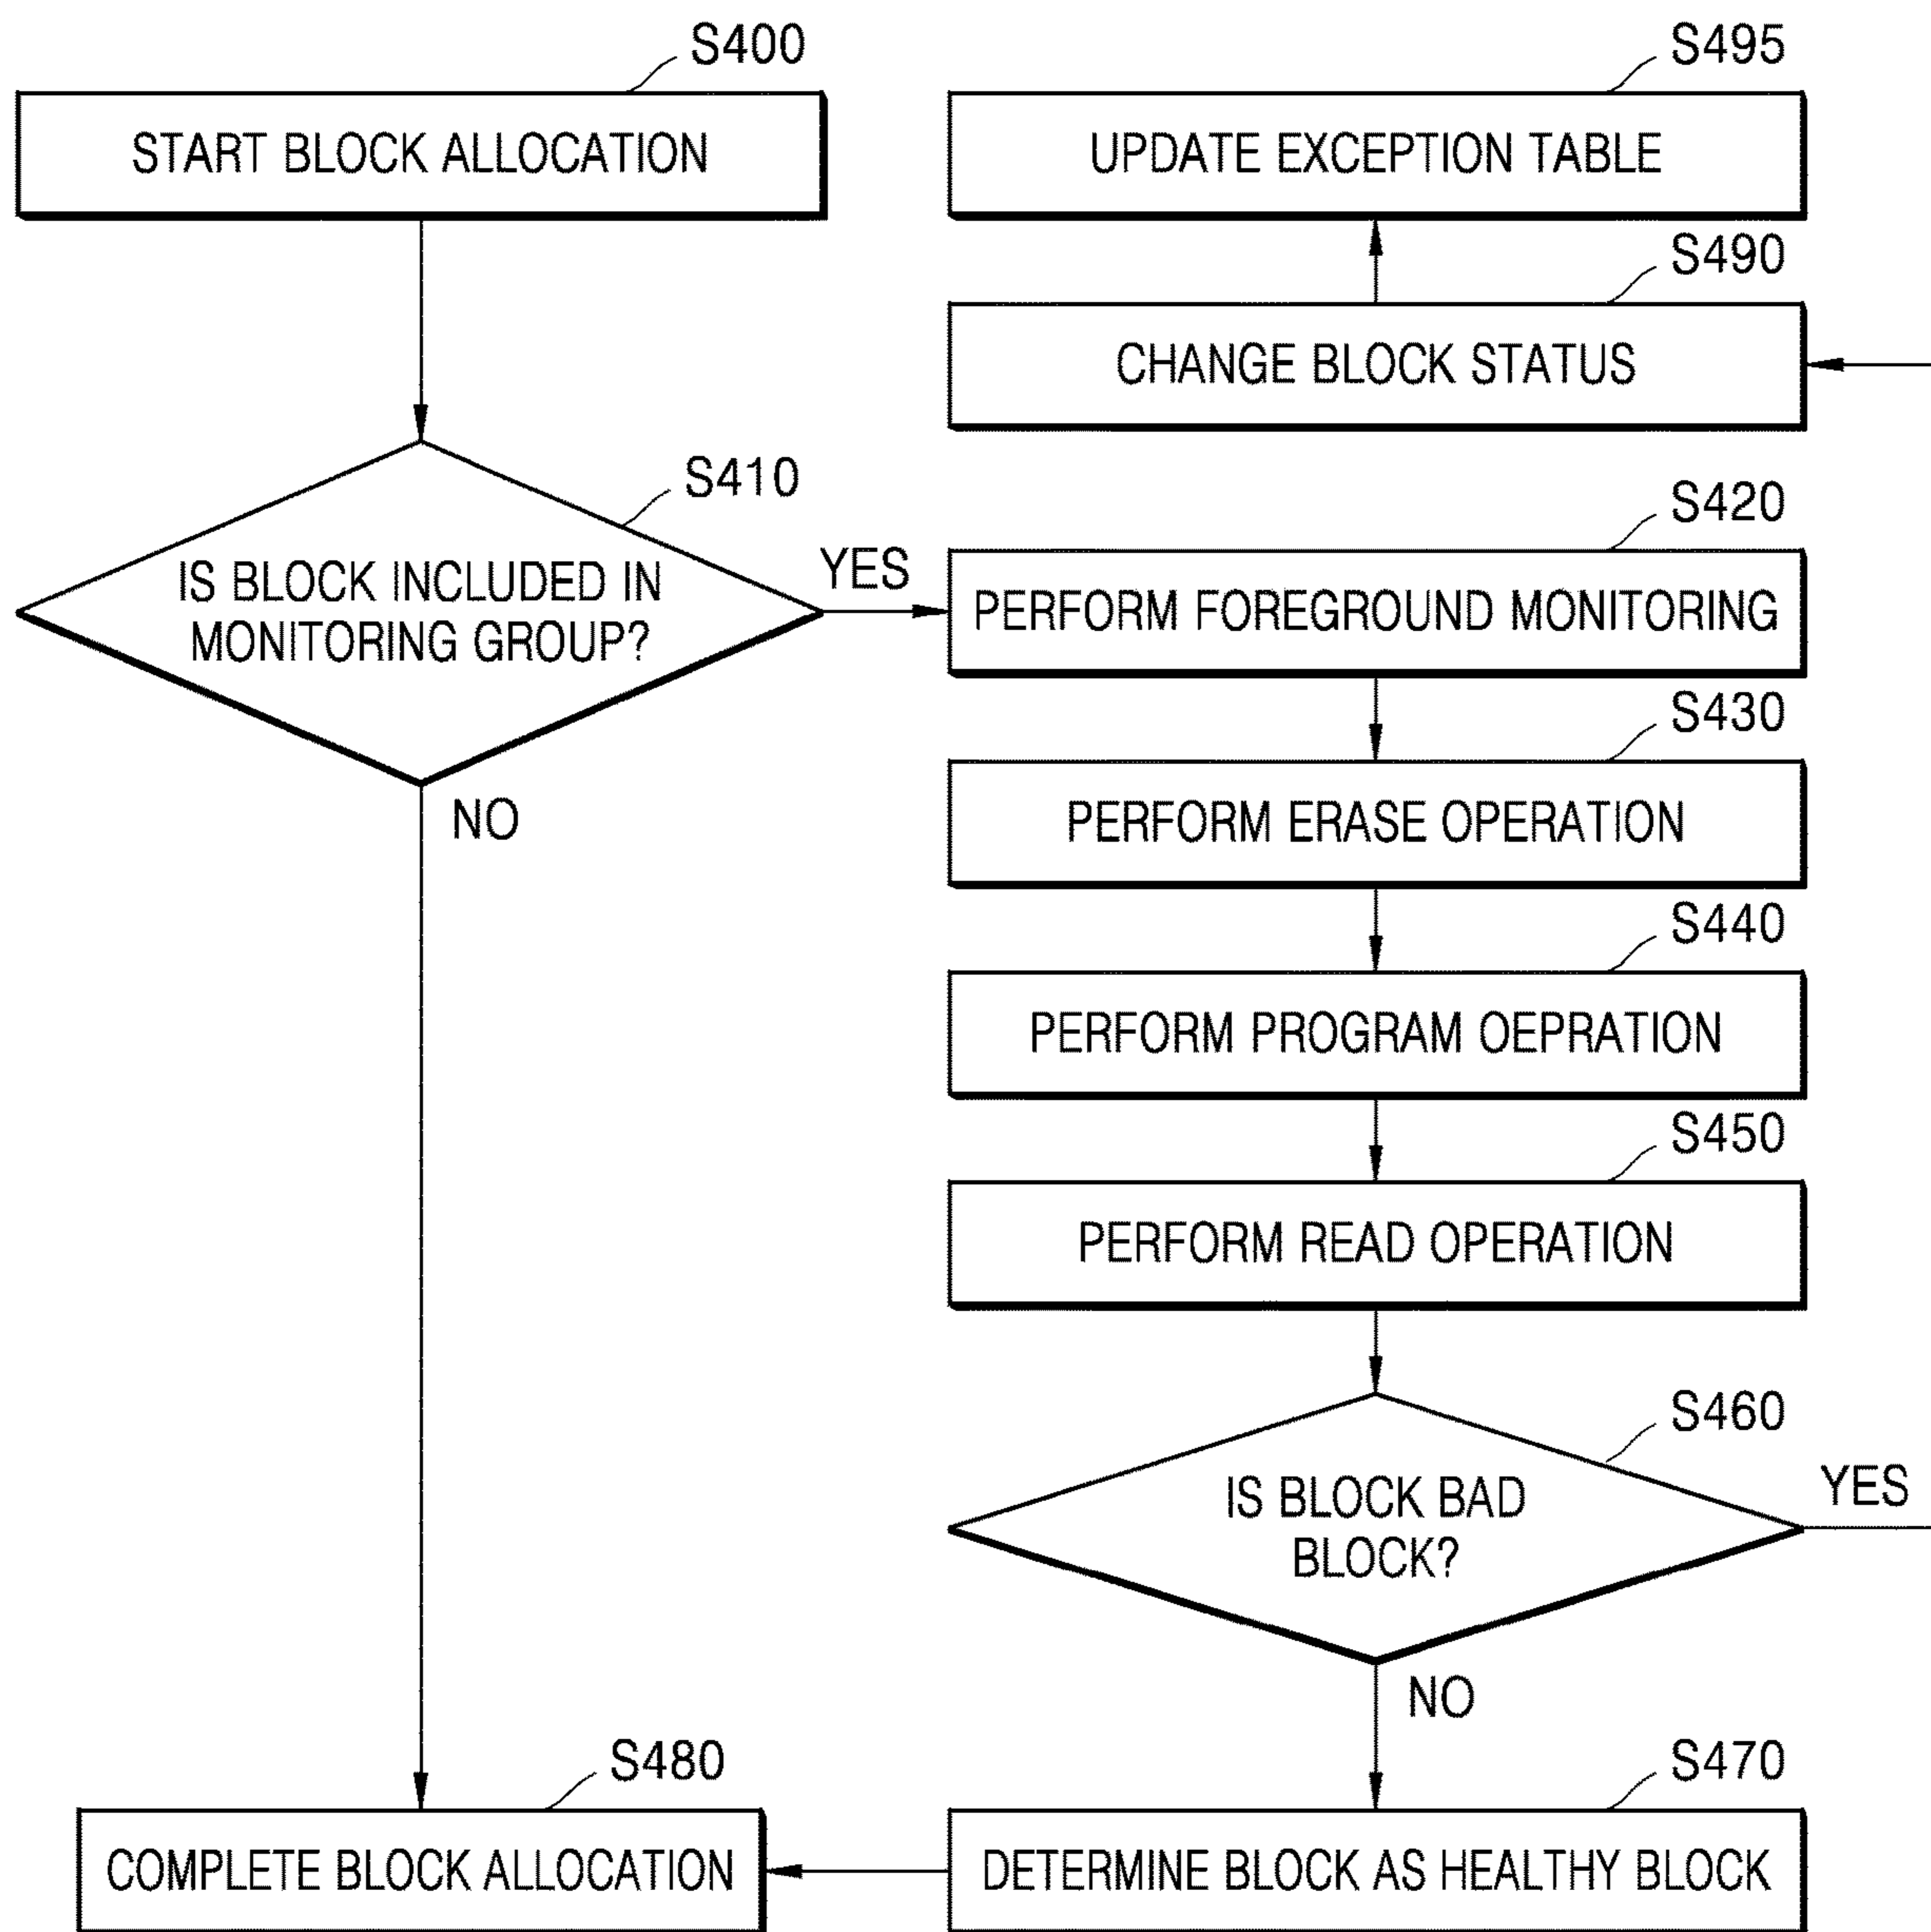 S400
START BLOCK ALLOCATION
S495
UPDATE EXCEPTION TABLE
S490
CHANGE BLOCK STATUS
S410
IS BLOCK INCLUDED IN
MONITORING GROUP?
YES
NO
S420
PERFORM FOREGROUND MONITORING
S430
PERFORM ERASE OPERATION
S440
PERFORM PROGRAM OEPRATION
S450
PERFORM READ OPERATION
S460
IS BLOCK BAD
BLOCK?
YES
NO
S480
COMPLETE BLOCK ALLOCATION
S470
DETERMINE BLOCK AS HEALTHY BLOCK